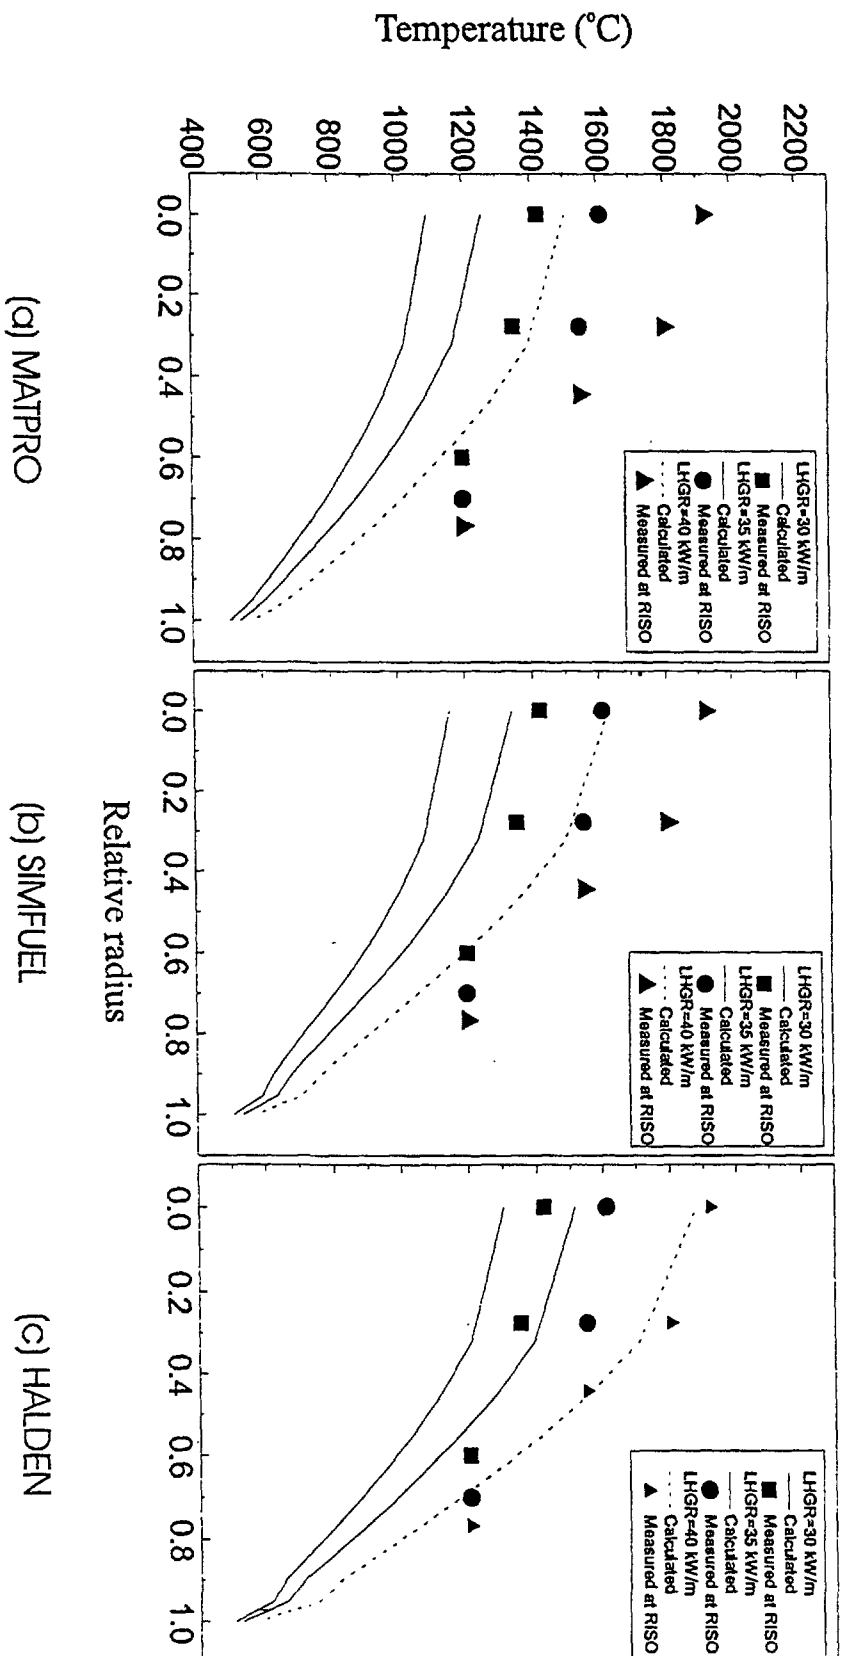 Temperature (°C)
2200
2000
1800
1600
1400
1200
1000
800
600
400
LHGR=30 kW/m
Calculated
Measured at RISO
LHGR=35 kW/m
Calculated
Measured at RISO
LHGR=40 kW/m
Calculated
Measured at RISO
0.0 0.2 0.4 0.6 0.8 1.0
(a) MATPRO
LHGR=30 kW/m
Calculated
Measured at RISO
LHGR=35 kW/m
Calculated
Measured at RISO
LHGR=40 kW/m
Calculated
Measured at RISO
0.0 0.2 0.4 0.6 0.8 1.0
Relative radius
(b) SIMFUEL
LHGR=30 kW/m
Calculated
Measured at RISO
LHGR=35 kW/m
Calculated
Measured at RISO
LHGR=40 kW/m
Calculated
Measured at RISO
0.0 0.2 0.4 0.6 0.8 1.0
(c) HALDEN